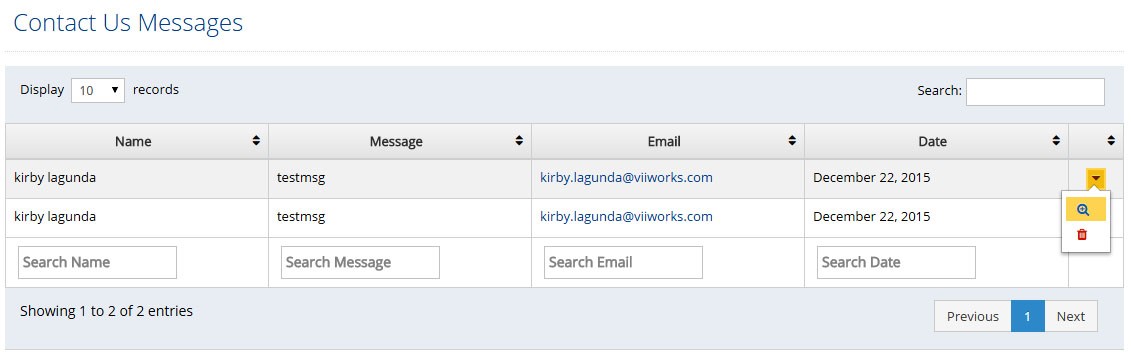 Contact Us Messages
Display 10 records Search:
Name Message Email Date
kirby lagunda testmsg kirby.lagunda@viiworks.com December 22, 2015
kirby lagunda testmsg kirby.lagunda@viiworks.com December 22, 2015
Search Name Search Message Search Email Search Date
Showing 1 to 2 of 2 entries Previous 1 Next